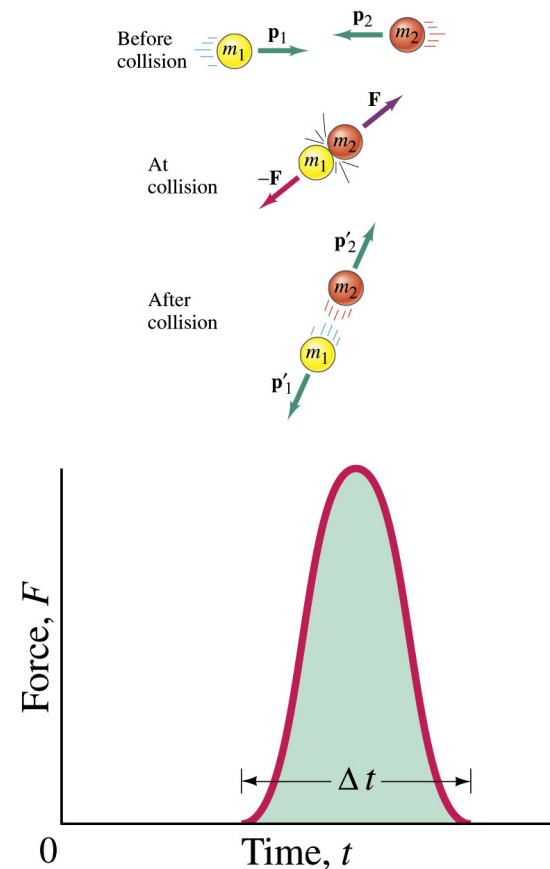 Before
collision
m1
p1
p2
m2
At
collision
F
m2
m1
–F
After
collision
p′2
m2
m1
p′1
Force, F
Δ t
0
Time, t